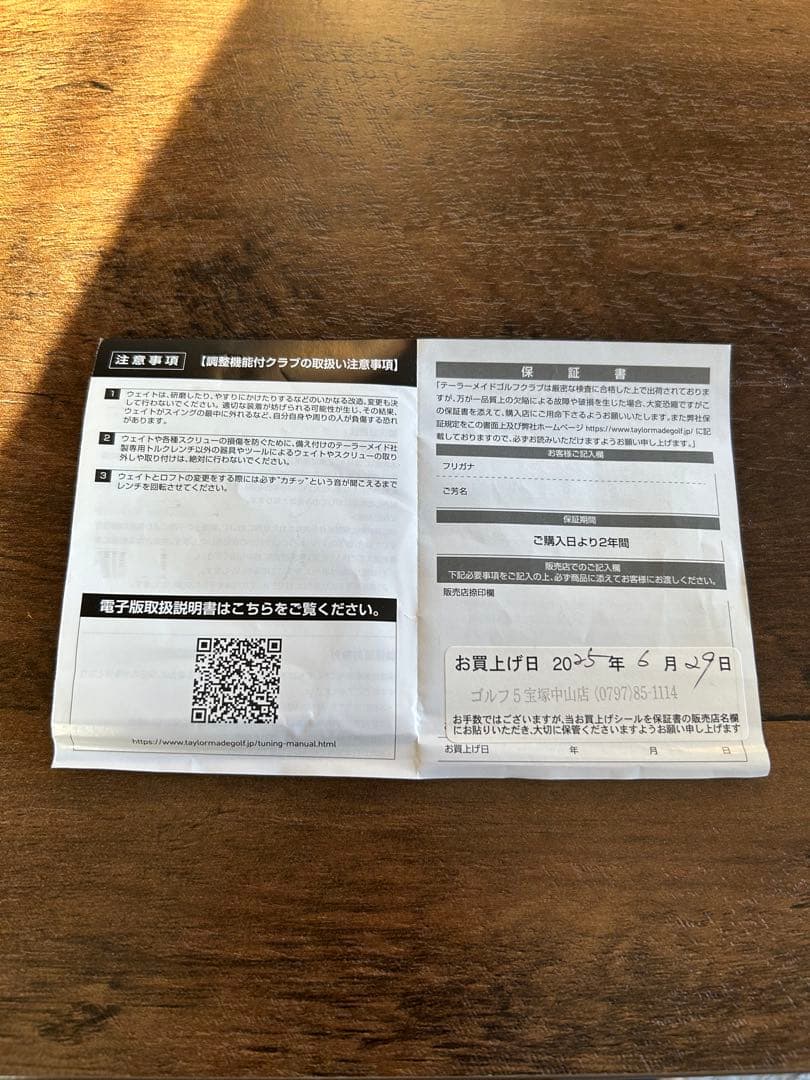 注意事項 【調整機能付クラブの取扱い注意事項】
1 ウェイトは、研磨したり、やすりにかけたりするなどのいかなる改造、変更も決
して行わないでください。適切な装着が妨げられる可能性が生じ、その結果、
ウェイトがスイングの最中に外れるなど、自分自身や周りの人が負傷する恐れ
があります。
2 ウェイトや各種スクリューの損傷を防ぐために、備え付けのテーラーメイド社
製専用トルクレンチ以外の器具やツールによるウェイトやスクリューの取り
外しや取り付けは、絶対に行わないでください。
3 ウェイトとロフトの変更をする際には必ず"カチッ"という音が聞こえるまで
レンチを回転させてください。
電子版取扱説明書はこちらをご覧ください。
https://www.taylormadegolf.jp/tuning-manual.html
保証書
「テーラーメイドゴルフクラブは厳密な検査に合格した上で出荷されており
ますが、万が一品質上の欠陥による故障や破損を生じた場合、大変恐縮ですがこ
の保証書を添えて、購入店にご用命下さるようお願いいたします。また弊社保
証規定をこの書面上及び弊社ホームページ https://www.taylormadegolf.jp/ に記
載しておりますので、必ずお読みいただけますようお願い申し上げます。」
お客様ご記入欄
フリガナ
ご芳名
保証期間
ご購入日より2年間
販売店でのご記入欄
下記必要事項をご記入の上、必ず商品に添えてお客様にお渡しください。
販売店捺印欄
お買上げ日 2025年 6月 29日
ゴルフ5宝塚中山店 (0797)85-1114
お手数ではございますが、当お買上げシールを保証書の販売店名欄
にお貼りいただき、大切に保管くださいますようお願い申し上げます
お買上げ日 年 月 日